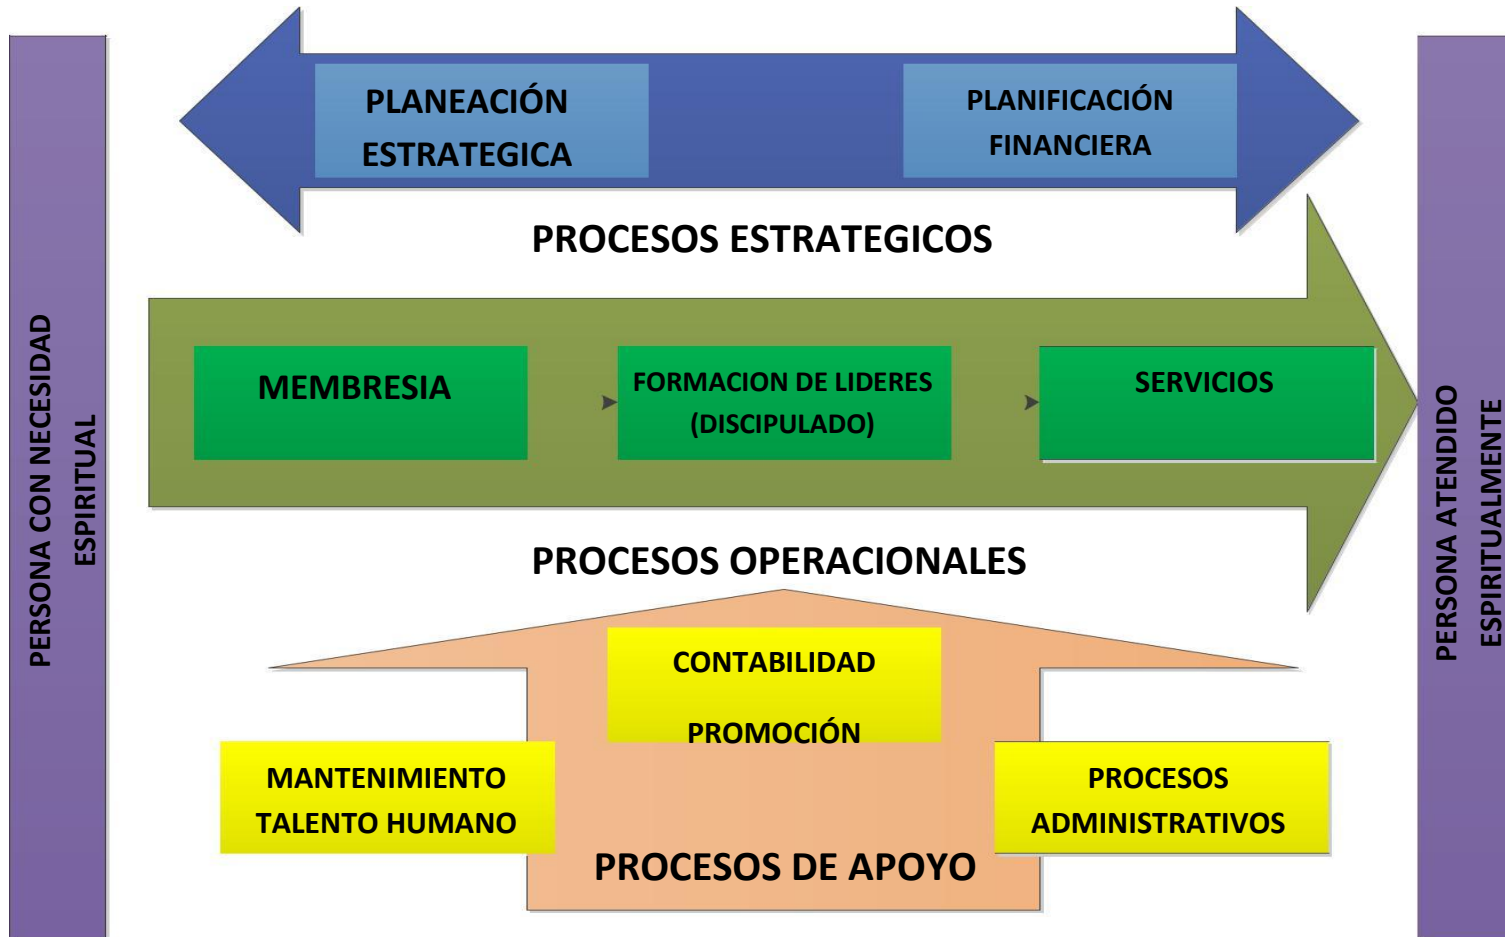 PERSONA CON NECESIDAD
ESPIRITUAL
PLANEACIÓN
ESTRATEGICA
PLANIFICACIÓN
FINANCIERA
PROCESOS ESTRATEGICOS
MEMBRESIA
FORMACION DE LIDERES
(DISCIPULADO)
SERVICIOS
PROCESOS OPERACIONALES
CONTABILIDAD
PROMOCIÓN
MANTENIMIENTO
TALENTO HUMANO
PROCESOS
ADMINISTRATIVOS
PROCESOS DE APOYO
PERSONA ATENDIDO
ESPIRITUALMENTE